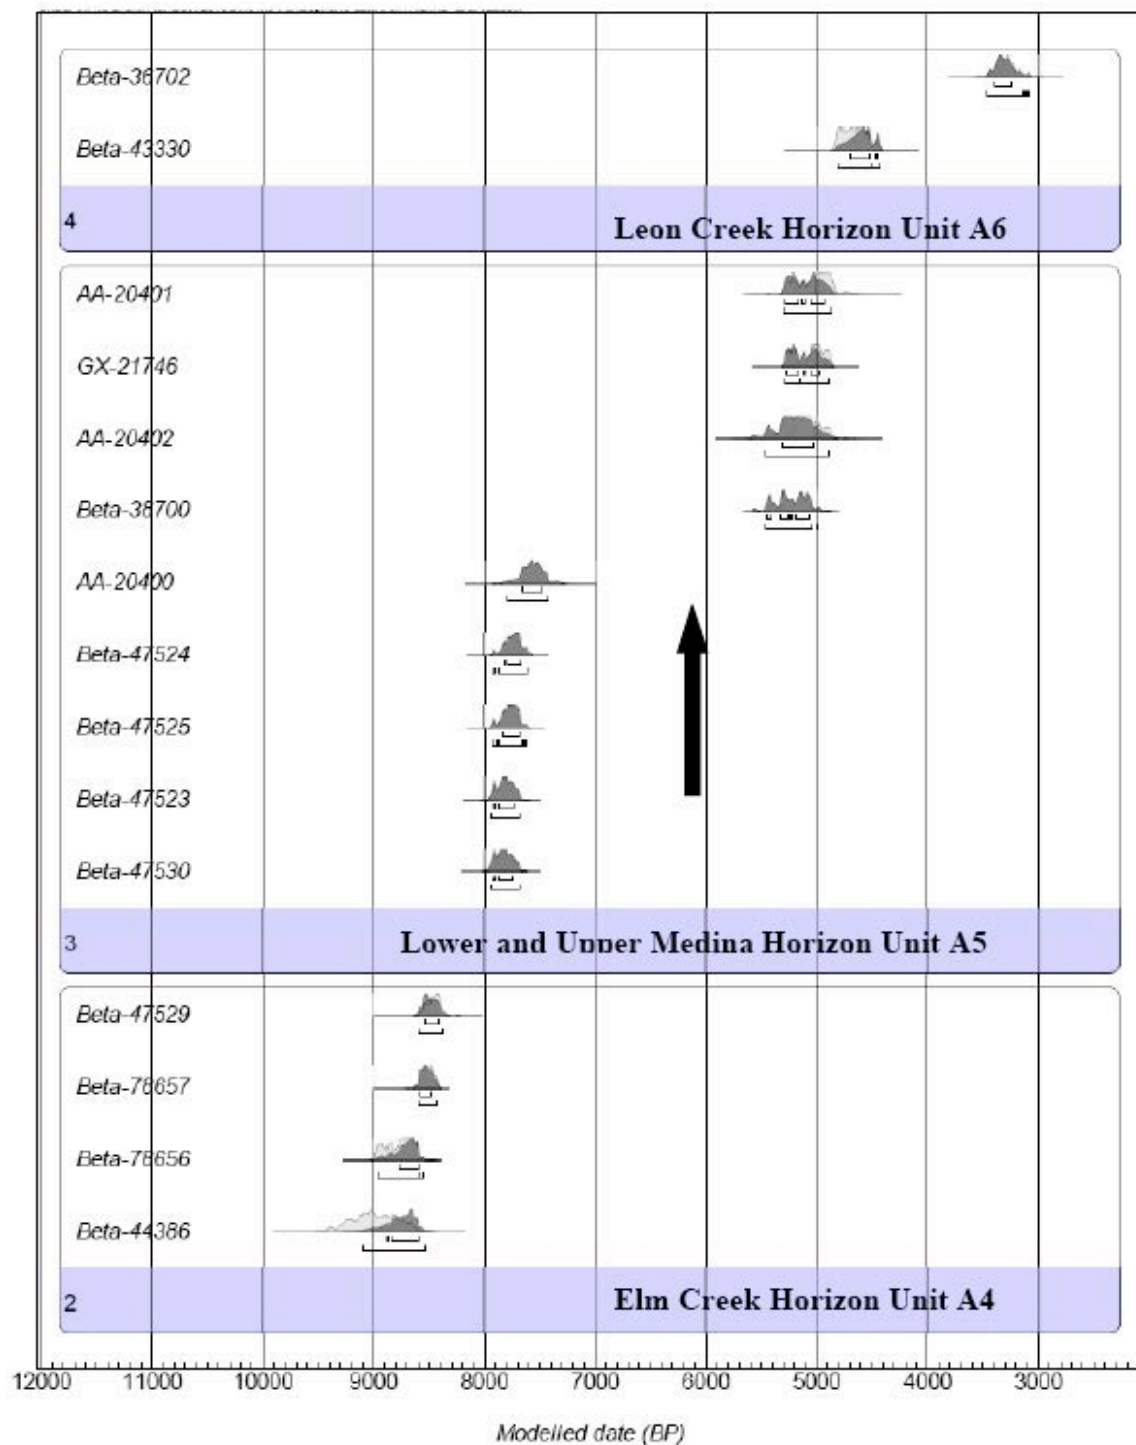 Beta-36702
Beta-43330
4 Leon Creek Horizon Unit A6
AA-20401
GX-21746
AA-20402
Beta-36700
AA-20400
Beta-47524
Beta-47525
Beta-47523
Beta-47530
3 Lower and Upper Medina Horizon Unit A5
Beta-47529
Beta-76657
Beta-76656
Beta-44386
2 Elm Creek Horizon Unit A4
12000 11000 10000 9000 8000 7000 6000 5000 4000 3000
Modelled date (BP)